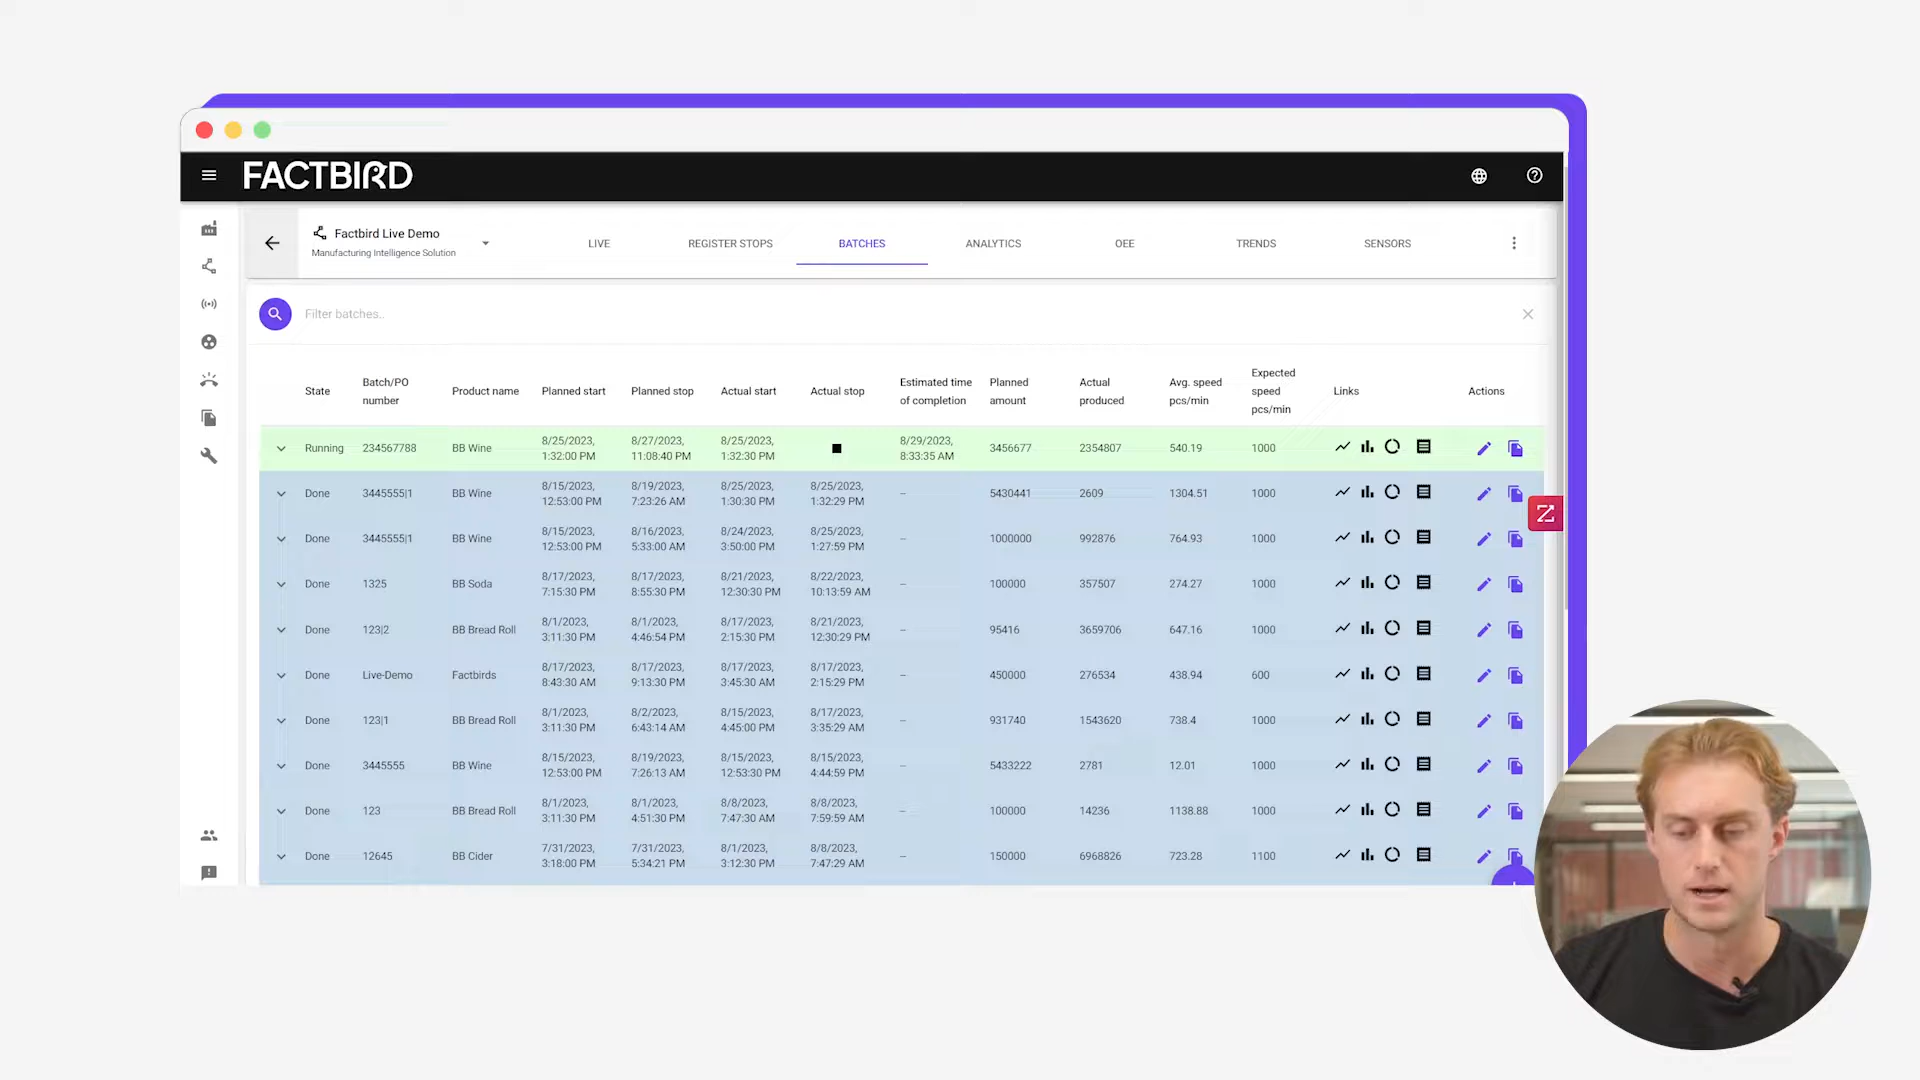 FACTBIRD
Factbird Live Demo
Manufacturing Intelligence Solution
LIVE
REGISTER STOPS
BATCHES
ANALYTICS
OEE
TRENDS
SENSORS
Filter batches..
State Batch/PO number Product name Planned start Planned stop Actual start Actual stop Estimated time of completion Planned amount Actual produced Avg. speed pcs/min Expected speed pcs/min Links Actions
Running 234567788 BB Wine 8/25/2023, 1:32:00 PM 8/27/2023, 11:08:40 PM 8/25/2023, 1:32:30 PM 8/29/2023, 8:33:35 AM 3456677 2354807 540.19 1000
Done 3445555|1 BB Wine 8/15/2023, 12:53:00 PM 8/19/2023, 7:23:26 AM 8/25/2023, 1:30:30 PM 8/25/2023, 1:32:29 PM – 5430441 2609 1304.51 1000
Done 3445555|1 BB Wine 8/15/2023, 12:53:00 PM 8/16/2023, 5:33:00 AM 8/24/2023, 3:50:00 PM 8/25/2023, 1:27:59 PM – 1000000 992876 764.93 1000
Done 1325 BB Soda 8/17/2023, 7:15:30 PM 8/17/2023, 8:55:30 PM 8/21/2023, 12:30:30 PM 8/22/2023, 10:13:59 AM – 100000 357507 274.27 1000
Done 123|2 BB Bread Roll 8/1/2023, 3:11:30 PM 8/1/2023, 4:46:54 PM 8/17/2023, 2:15:30 PM 8/21/2023, 12:30:29 PM – 95416 3659706 647.16 1000
Done Live-Demo Factbirds 8/17/2023, 8:43:30 AM 8/17/2023, 9:13:30 PM 8/17/2023, 3:45:30 AM 8/17/2023, 2:15:29 PM – 450000 276534 438.94 600
Done 123|1 BB Bread Roll 8/1/2023, 3:11:30 PM 8/2/2023, 6:43:14 AM 8/15/2023, 4:45:00 PM 8/17/2023, 3:35:29 AM – 931740 1543620 738.4 1000
Done 3445555 BB Wine 8/15/2023, 12:53:00 PM 8/19/2023, 7:26:13 AM 8/15/2023, 12:53:30 PM 8/15/2023, 4:44:59 PM – 5433222 2781 12.01 1000
Done 123 BB Bread Roll 8/1/2023, 3:11:30 PM 8/1/2023, 4:51:30 PM 8/8/2023, 7:47:30 AM 8/8/2023, 7:59:59 AM – 100000 14236 1138.88 1000
Done 12645 BB Cider 7/31/2023, 3:18:00 PM 7/31/2023, 5:34:21 PM 8/1/2023, 3:12:30 PM 8/8/2023, 7:47:29 AM – 150000 6968826 723.28 1100